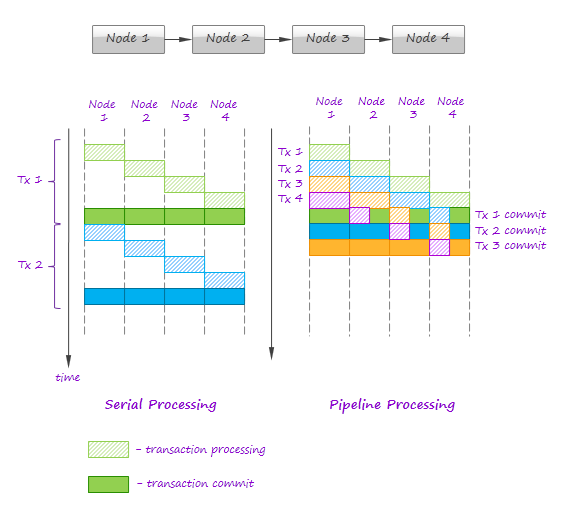 Node 1 Node 2 Node 3 Node 4
Node Node Node Node
1 2 3 4
Node Node Node Node
1 2 3 4
Tx 1
Tx 2
Tx 1
Tx 2
Tx 3
Tx 4
Tx 1 commit
Tx 2 commit
Tx 3 commit
time
Serial Processing
Pipeline Processing
- transaction processing
- transaction commit